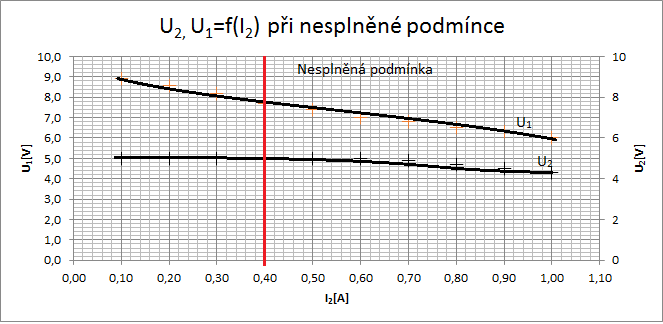 U2, U1=f(I2) při nesplněné podmínce
Nesplněná podmínka
10,0
9,0
8,0
7,0
6,0
5,0
4,0
3,0
2,0
1,0
0,0
U1[V]
10
8
6
4
2
0
U2[V]
U1
U2
0,00 0,10 0,20 0,30 0,40 0,50 0,60 0,70 0,80 0,90 1,00 1,10
I2[A]